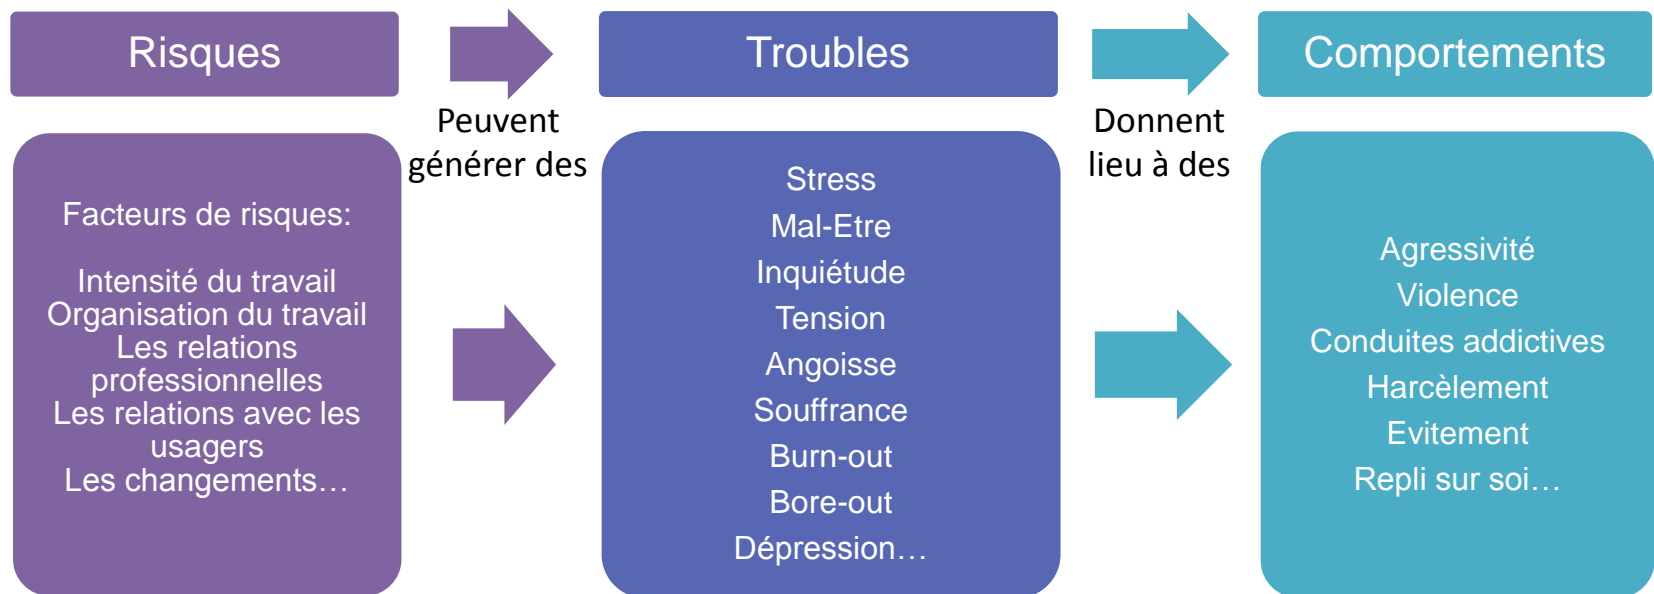 Risques
Peuvent
générer des
Troubles
Donnent
lieu à des
Comportements
Facteurs de risques:
Intensité du travail
Organisation du travail
Les relations
professionnelles
Les relations avec les
usagers
Les changements…
Stress
Mal-Etre
Inquiétude
Tension
Angoisse
Souffrance
Burn-out
Bore-out
Dépression…
Agressivité
Violence
Conduites addictives
Harcèlement
Evitement
Repli sur soi…